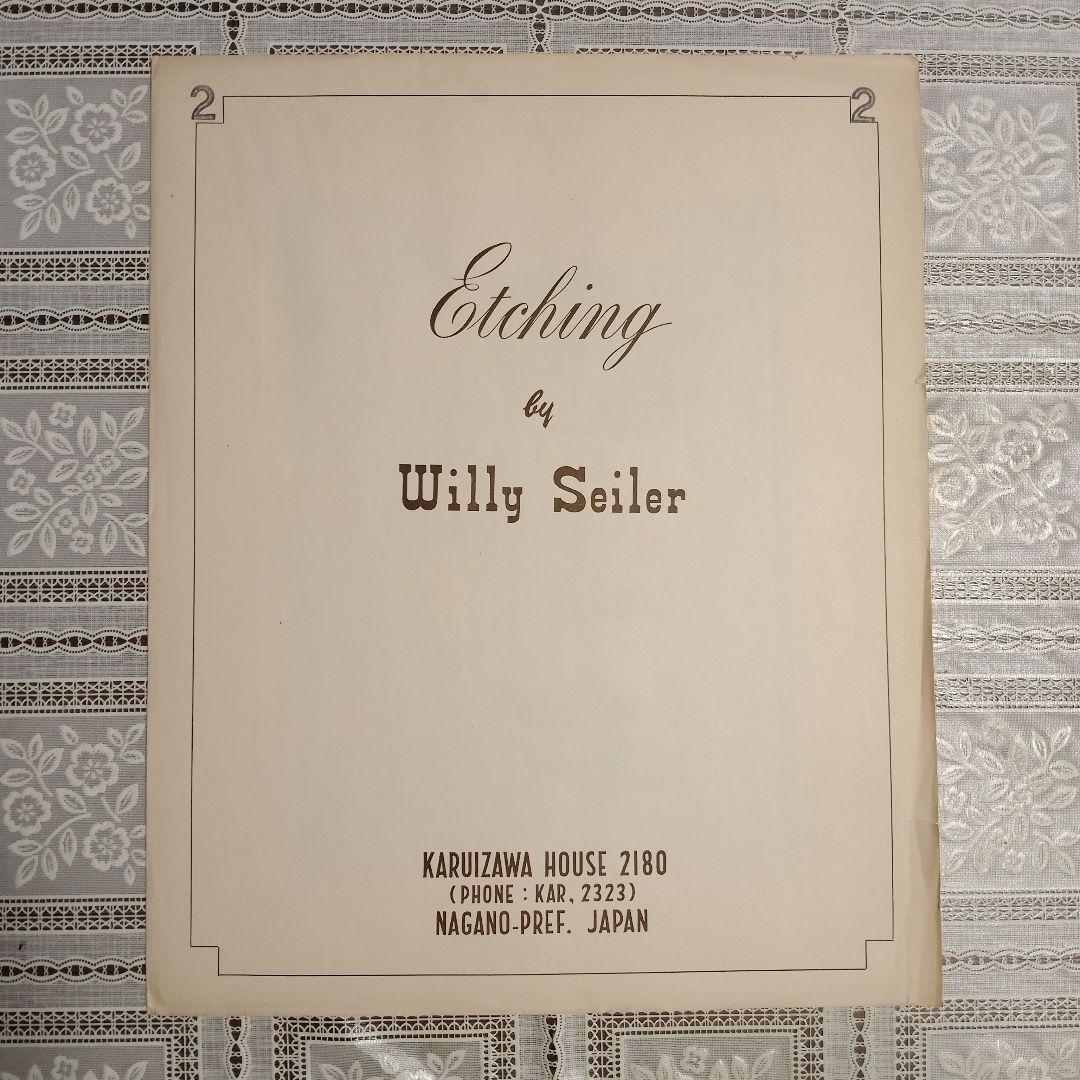 2 2
Etching
by
Willy Seiler
KARUIZAWA HOUSE 2180
(PHONE : KAR, 2323)
NAGANO-PREF. JAPAN